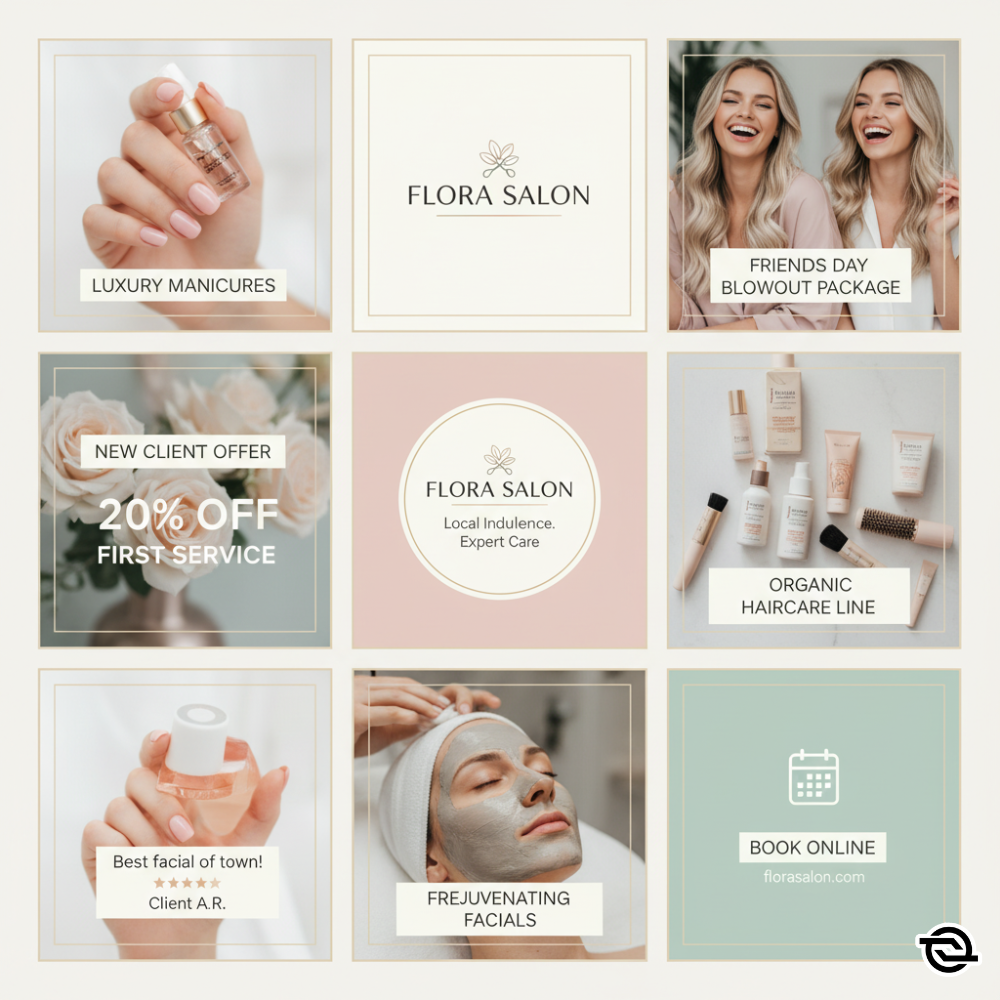 LUXURY MANICURES
FLORA SALON
FRIENDS DAY
BLOWOUT PACKAGE
NEW CLIENT OFFER
20% OFF
FIRST SERVICE
FLORA SALON
Local Indulence.
Expert Care
ORGANIC
HAIRCARE LINE
Best facial of town!
Client A.R.
FREJUVENATING
FACIALS
BOOK ONLINE
florasalon.com